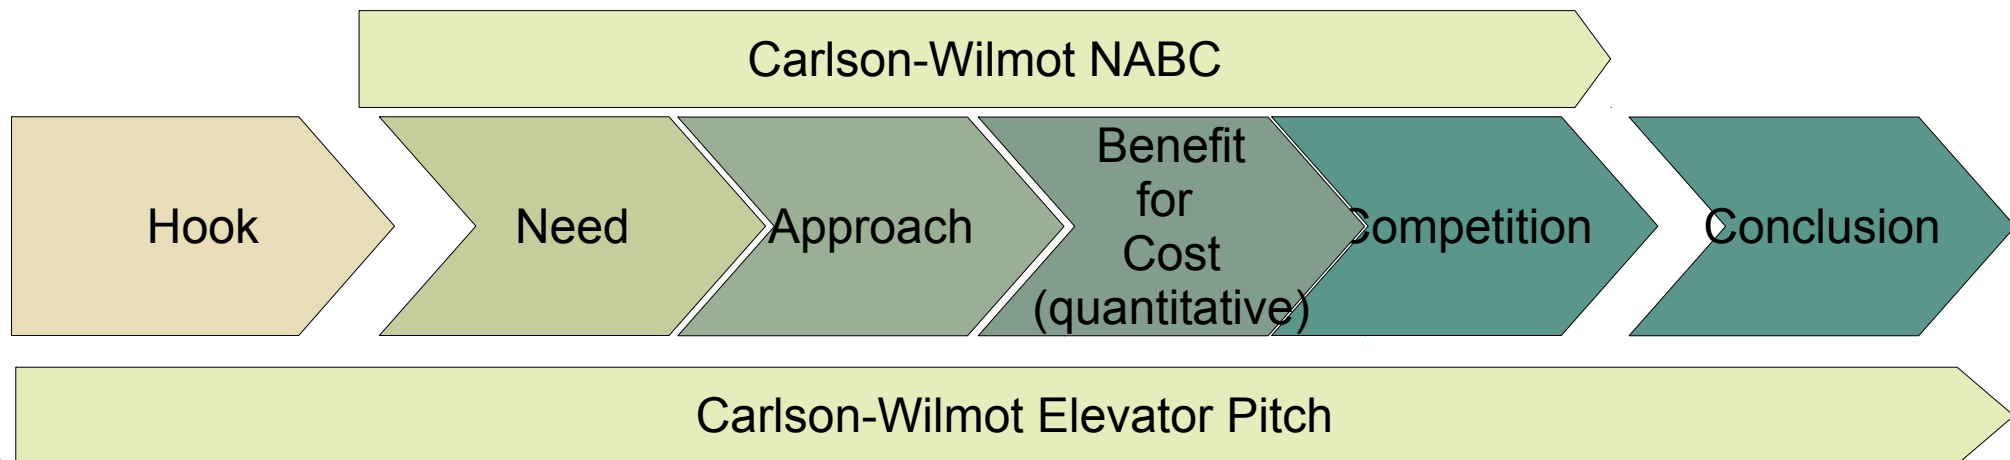 Carlson-Wilmot NABC
Hook
Need
Approach
Benefit
for
Cost
(quantitative)
Competition
Conclusion
Carlson-Wilmot Elevator Pitch